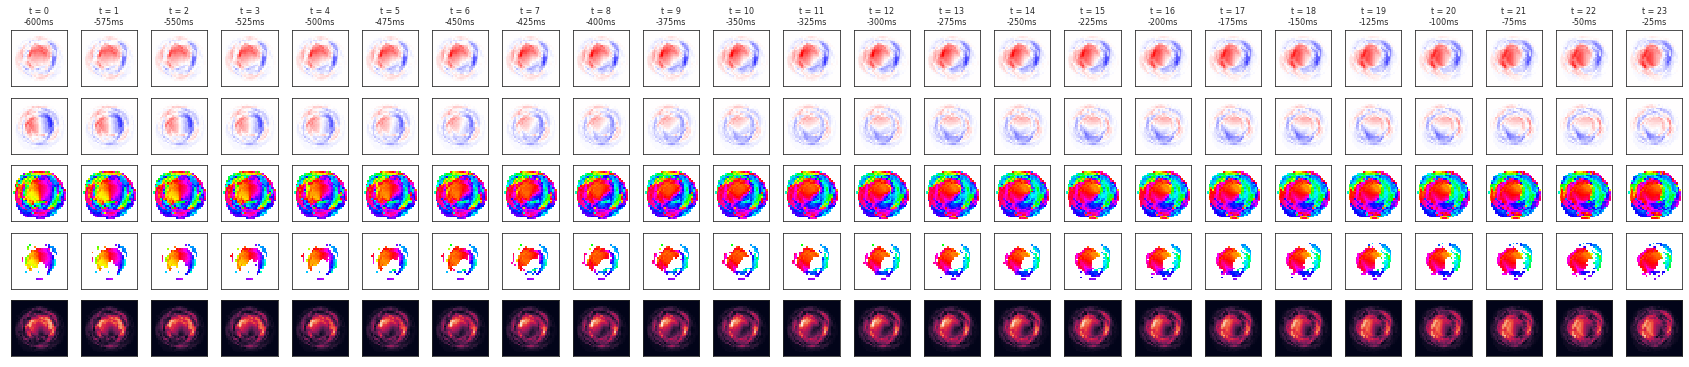 t = 0 t = 1 t = 2 t = 3 t = 4 t = 5 t = 6 t = 7 t = 8 t = 9 t = 10 t = 11 t = 12 t = 13 t = 14 t = 15 t = 16 t = 17 t = 18 t = 19 t = 20 t = 21 t = 22 t = 23
-600ms -575ms -550ms -525ms -500ms -475ms -450ms -425ms -400ms -375ms -350ms -325ms -300ms -275ms -250ms -225ms -200ms -175ms -150ms -125ms -100ms -75ms -50ms -25ms